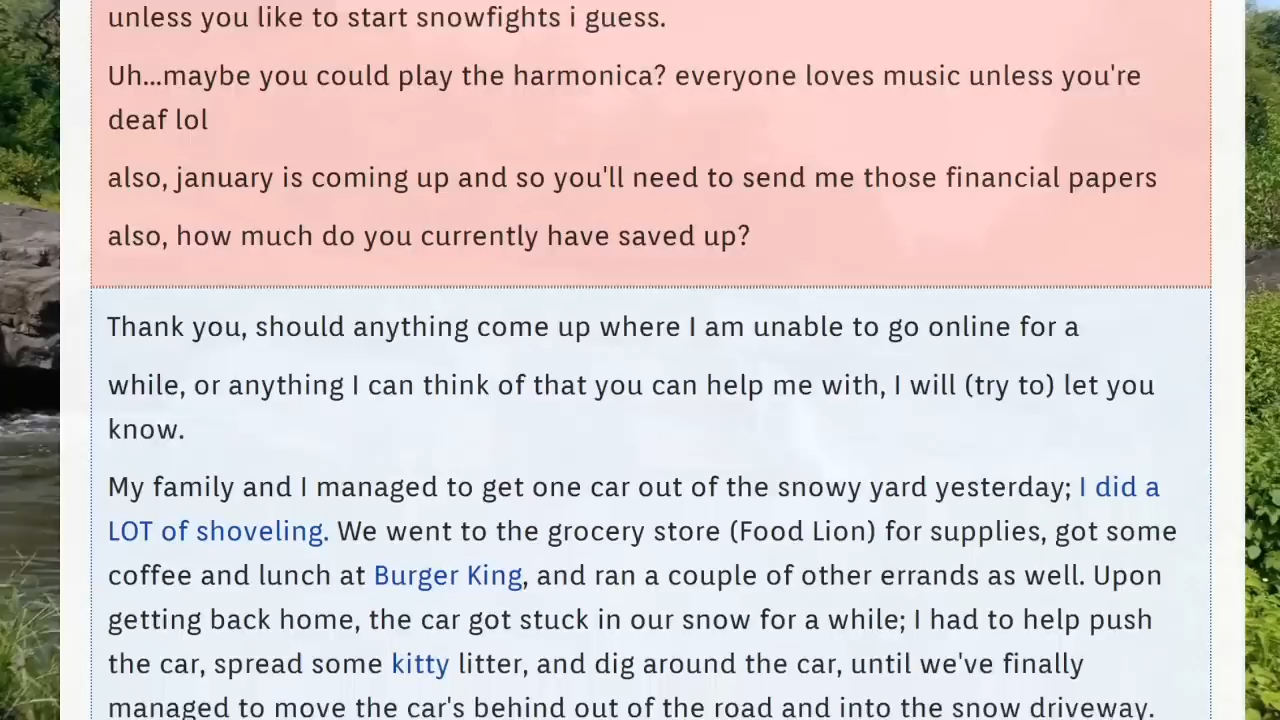 unless you like to start snowfights i guess.
Uh...maybe you could play the harmonica? everyone loves music unless you're
deaf lol
also, january is coming up and so you'll need to send me those financial papers
also, how much do you currently have saved up?
Thank you, should anything come up where I am unable to go online for a
while, or anything I can think of that you can help me with, I will (try to) let you
know.
My family and I managed to get one car out of the snowy yard yesterday; I did a
LOT of shoveling. We went to the grocery store (Food Lion) for supplies, got some
coffee and lunch at Burger King, and ran a couple of other errands as well. Upon
getting back home, the car got stuck in our snow for a while; I had to help push
the car, spread some kitty litter, and dig around the car, until we've finally
managed to move the car's behind out of the road and into the snow driveway.